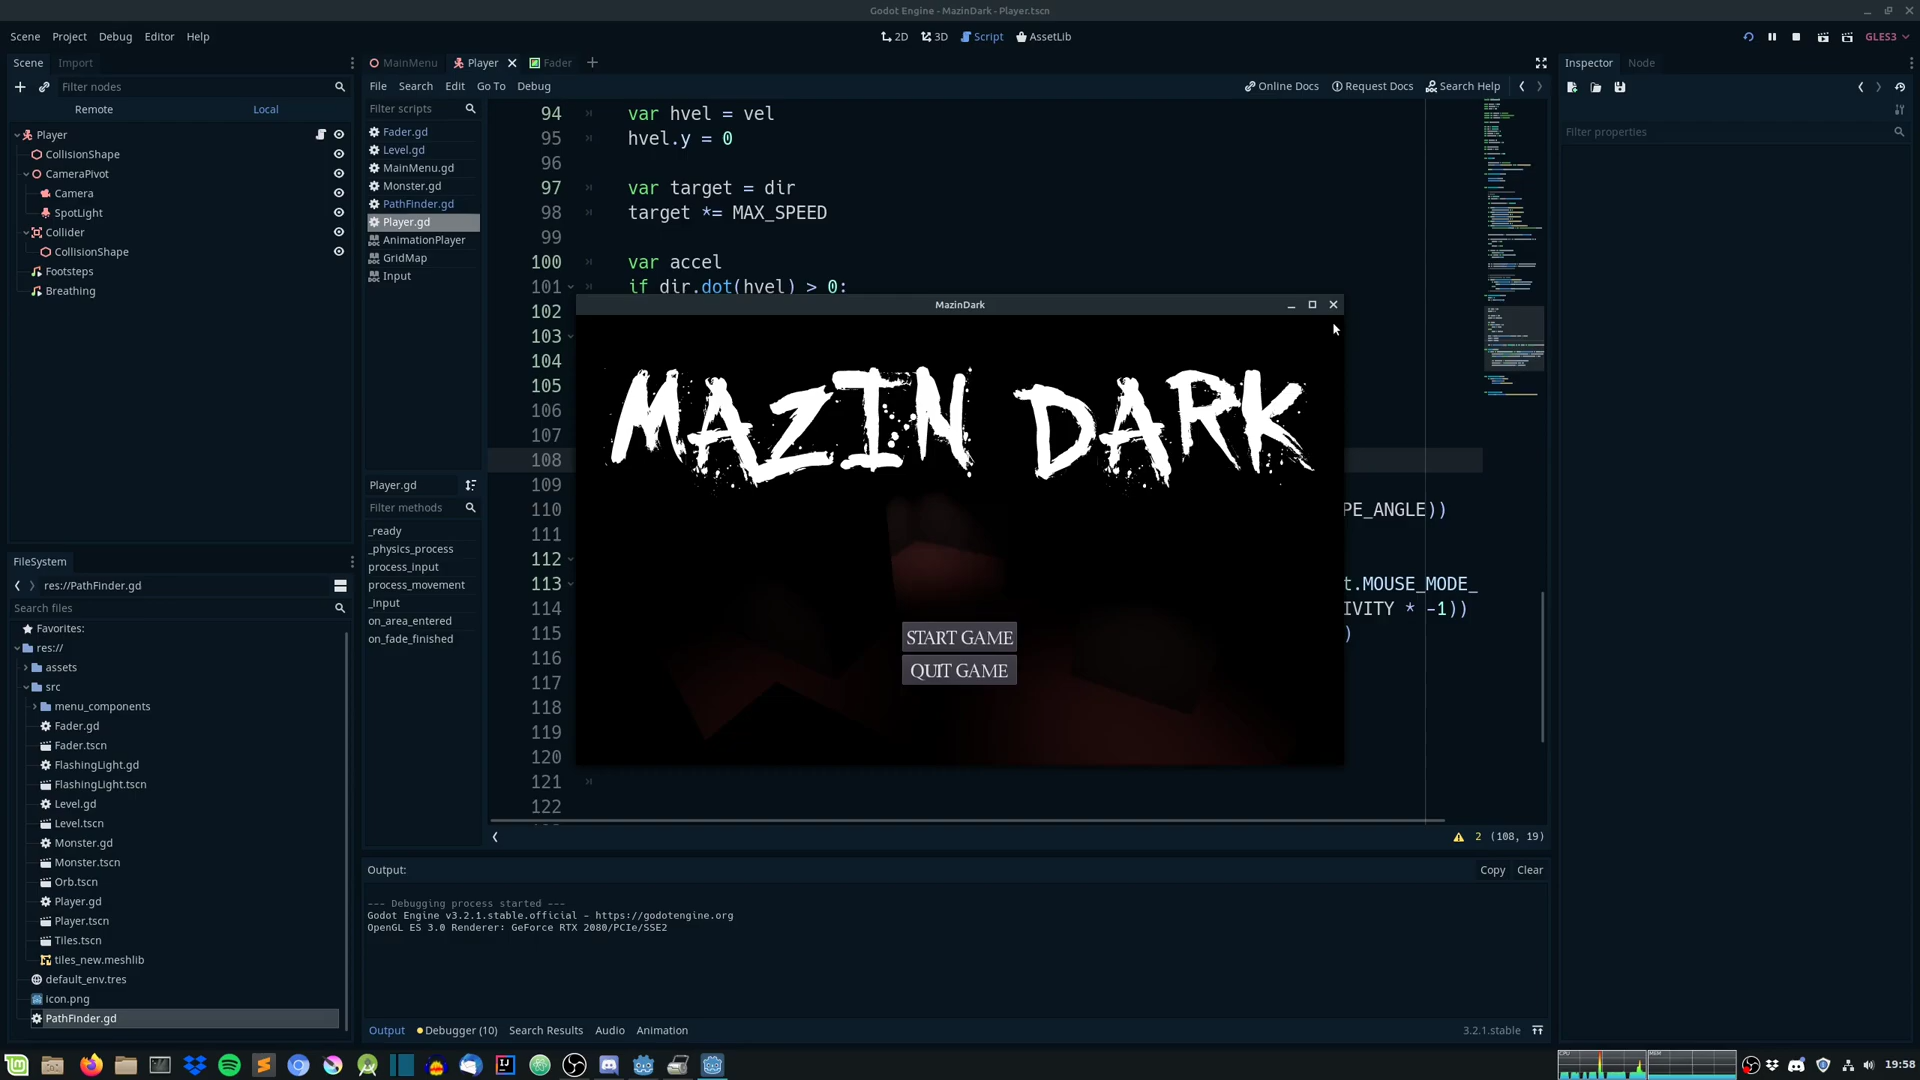 Godot Engine - MazinDark - Player.tscn
Scene Project Debug Editor Help
2D 3D Script AssetLib
GLES3
Scene Import
MainMenu Player Fader
Inspector Node
Filter nodes
File Search Edit Go To Debug
Online Docs Request Docs Search Help
Remote Local
Filter scripts
Filter properties
Player
CollisionShape
CameraPivot
Camera
SpotLight
Collider
CollisionShape
Footsteps
Breathing
Fader.gd
Level.gd
MainMenu.gd
Monster.gd
PathFinder.gd
Player.gd
AnimationPlayer
GridMap
Input
94 var hvel = vel
95 hvel.y = 0
96
97 var target = dir
98 target *= MAX_SPEED
99
100 var accel
101 if dir.dot(hvel) > 0:
102
103
104
105
106
107
108
109
110 PE_ANGLE))
111
112
113 t.MOUSE_MODE_
114 IVITY * -1))
115 )
116
117
118
119
120
121
122
MazinDark
MAZIN DARK
START GAME
QUIT GAME
Player.gd
Filter methods
_ready
_physics_process
process_input
process_movement
_input
on_area_entered
on_fade_finished
2 (108, 19)
FileSystem
res://PathFinder.gd
Search files
Favorites:
res://
assets
src
menu_components
Fader.gd
Fader.tscn
FlashingLight.gd
FlashingLight.tscn
Level.gd
Level.tscn
Monster.gd
Monster.tscn
Orb.tscn
Player.gd
Player.tscn
Tiles.tscn
tiles_new.meshlib
default_env.tres
icon.png
PathFinder.gd
Output:
Copy Clear
--- Debugging process started ---
Godot Engine v3.2.1.stable.official - https://godotengine.org
OpenGL ES 3.0 Renderer: GeForce RTX 2080/PCIe/SSE2
Output Debugger (10) Search Results Audio Animation
3.2.1.stable
CPU
MEM
19:58